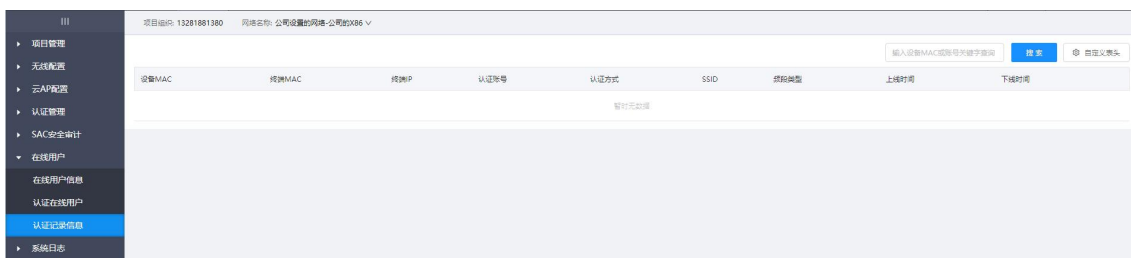 项目组织: 13281881380 网络名称: 公司设置的网络-公司的X86
项目管理
无线配置
云AP配置
认证管理
SAC安全审计
在线用户
在线用户信息
认证在线用户
认证记录信息
系统日志
输入设备MAC或账号关键字查询 搜索 自定义表头
设备MAC 终端MAC 终端IP 认证账号 认证方式 SSID 频段类型 上线时间 下线时间
暂时无数据